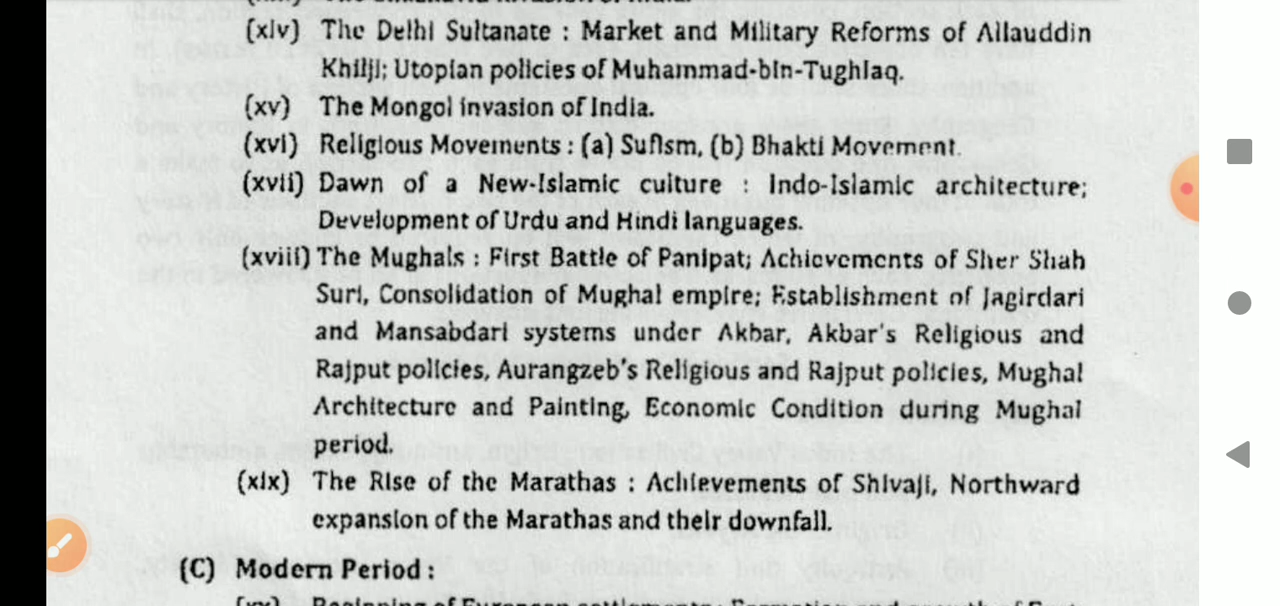 (xiv) The Delhi Sultanate : Market and Military Reforms of Allauddin
Khilji; Utopian policies of Muhammad-bin-Tughlaq.
(xv) The Mongol invasion of India.
(xvi) Religious Movements : (a) Sufism, (b) Bhakti Movement.
(xvii) Dawn of a New-Islamic culture : Indo-Islamic architecture;
Development of Urdu and Hindi languages.
(xviii) The Mughals : First Battle of Panipat; Achievements of Sher Shah
Suri, Consolidation of Mughal empire; Establishment of Jagirdari
and Mansabdari systems under Akbar, Akbar's Religious and
Rajput policies, Aurangzeb's Religious and Rajput policies, Mughal
Architecture and Painting, Economic Condition during Mughal
period.
(xix) The Rise of the Marathas : Achievements of Shivaji, Northward
expansion of the Marathas and their downfall.
(C) Modern Period :